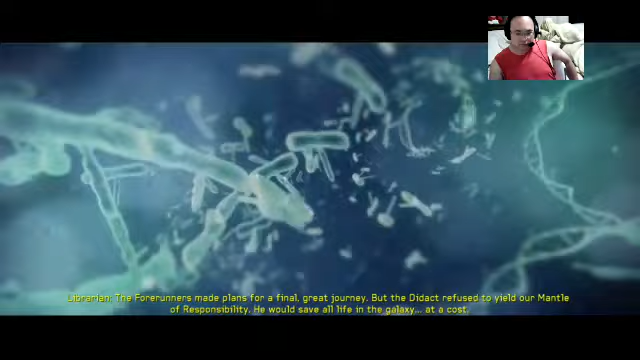 Librarian: The Forerunners made plans for a final, great journey. But the Didact refused to yield our Mantle
of Responsibility. He would save all life in the galaxy... at a cost.